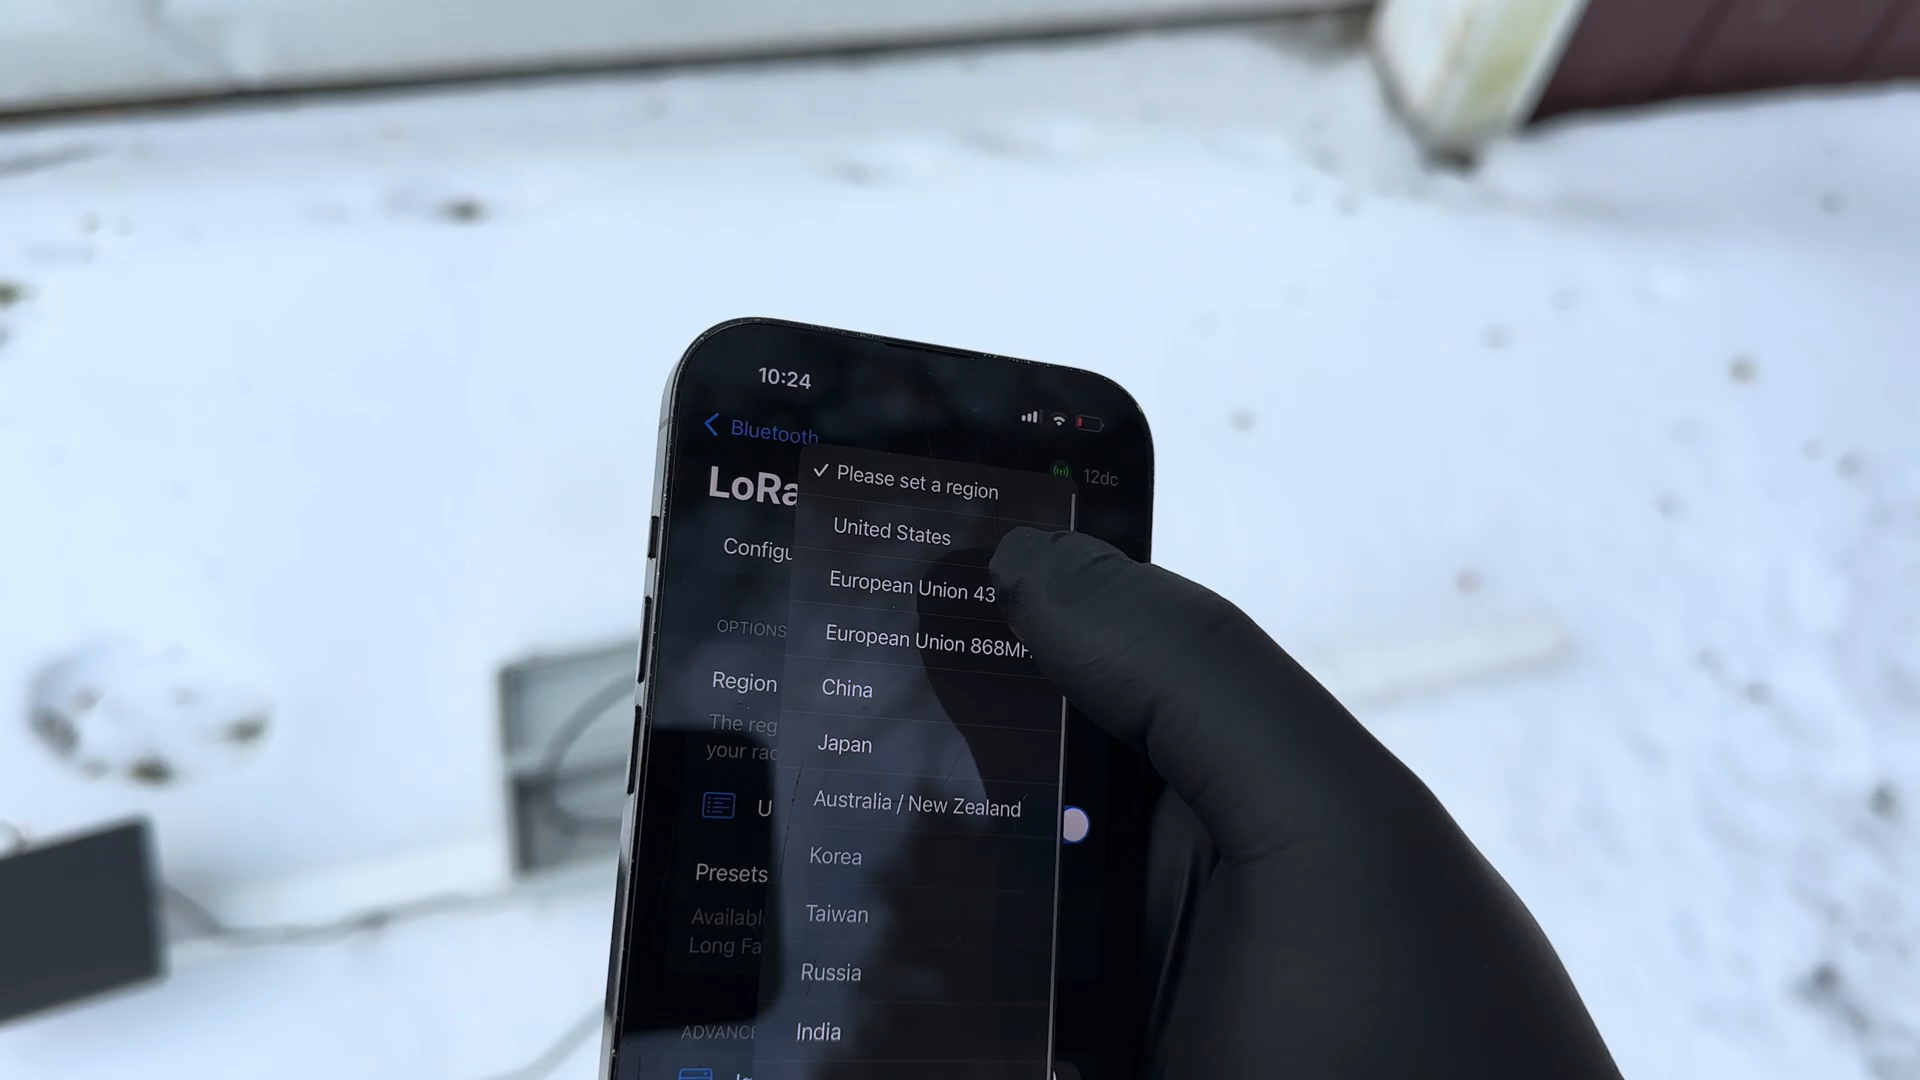 10:24
Bluetooth
12dc
LoRa
Please set a region
United States
European Union 43
European Union 868MH
China
Japan
Australia / New Zealand
Korea
Taiwan
Russia
India
Configu
OPTIONS
Region
The reg
your rad
U
Presets
Availabl
Long Fa
ADVANCE